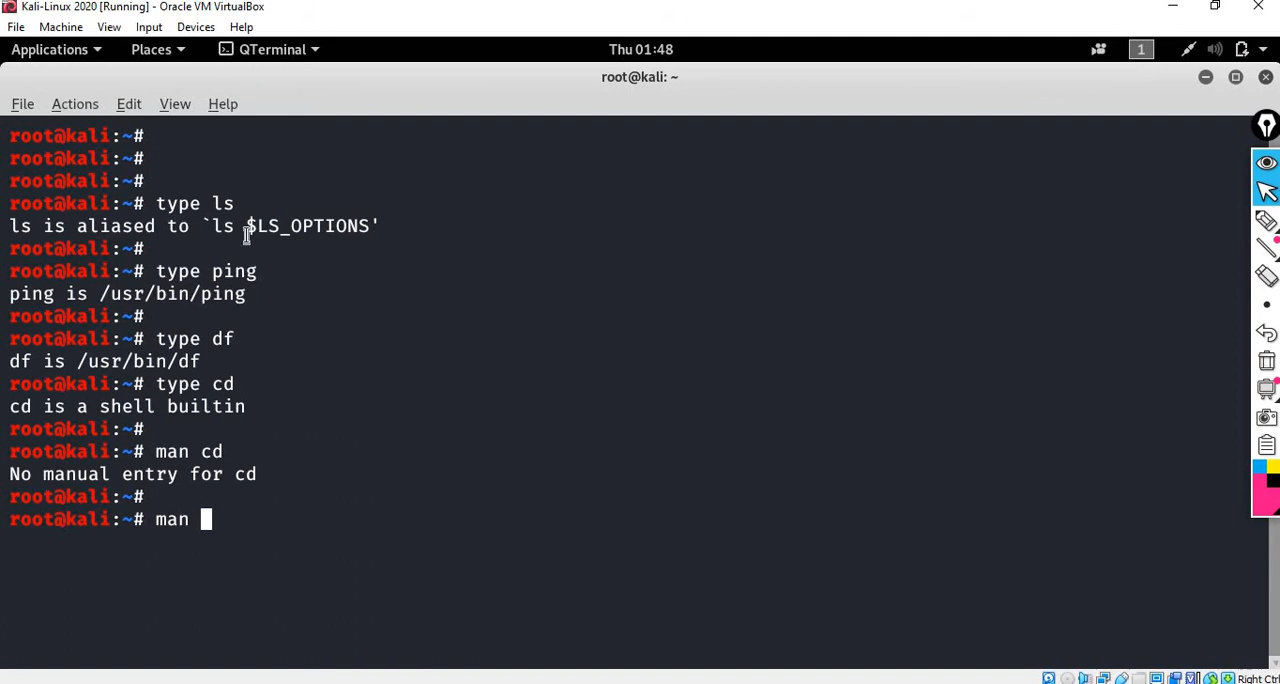 Kali-Linux 2020 [Running] - Oracle VM VirtualBox
File Machine View Input Devices Help
Applications Places QTerminal Thu 01:48 1
root@kali: ~
File Actions Edit View Help
root@kali:~#
root@kali:~#
root@kali:~#
root@kali:~# type ls
ls is aliased to `ls $LS_OPTIONS'
root@kali:~#
root@kali:~# type ping
ping is /usr/bin/ping
root@kali:~#
root@kali:~# type df
df is /usr/bin/df
root@kali:~# type cd
cd is a shell builtin
root@kali:~#
root@kali:~# man cd
No manual entry for cd
root@kali:~#
root@kali:~# man
Right Ctrl